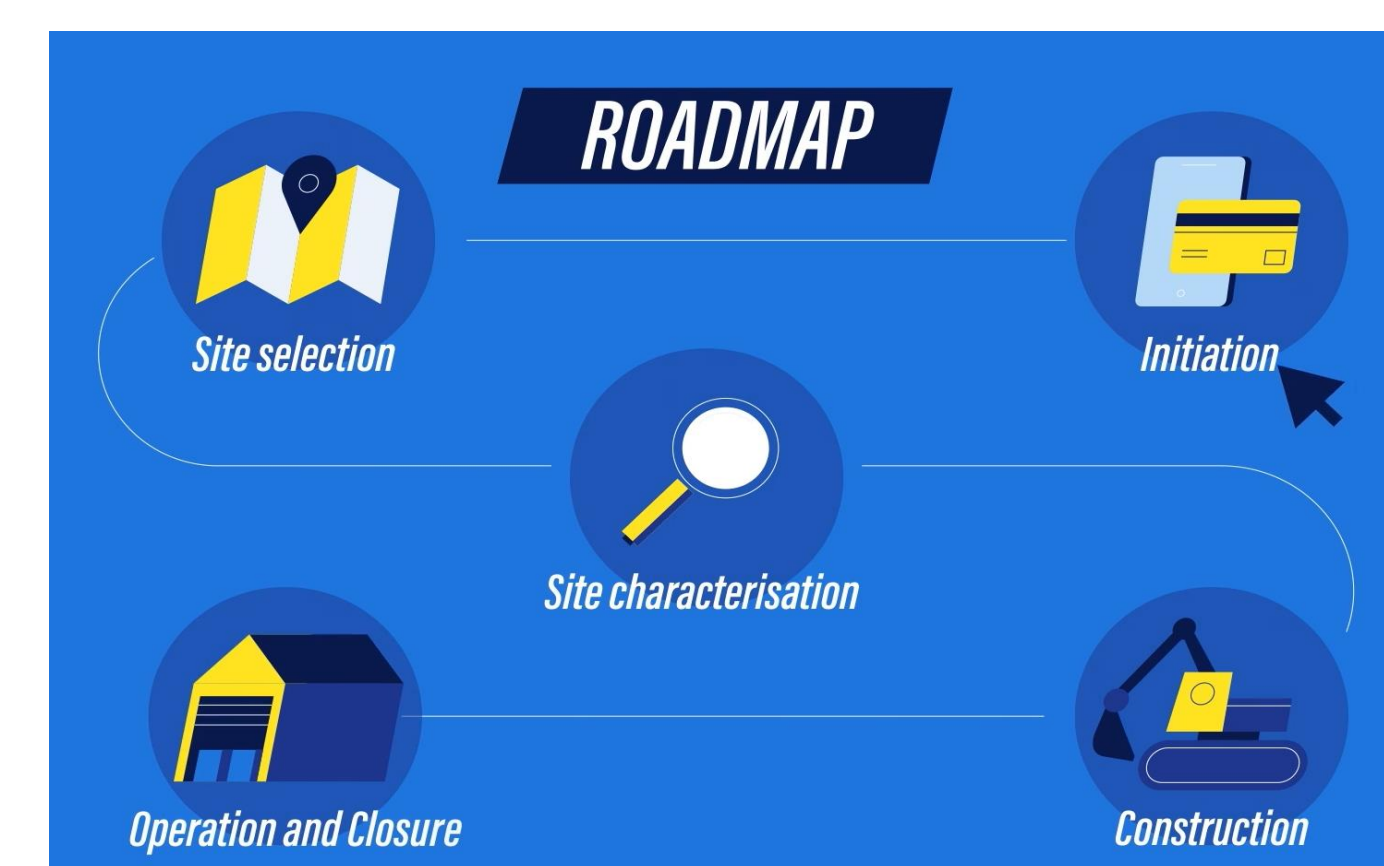 ROADMAP
Site selection
Initiation
Site characterisation
Operation and Closure
Construction